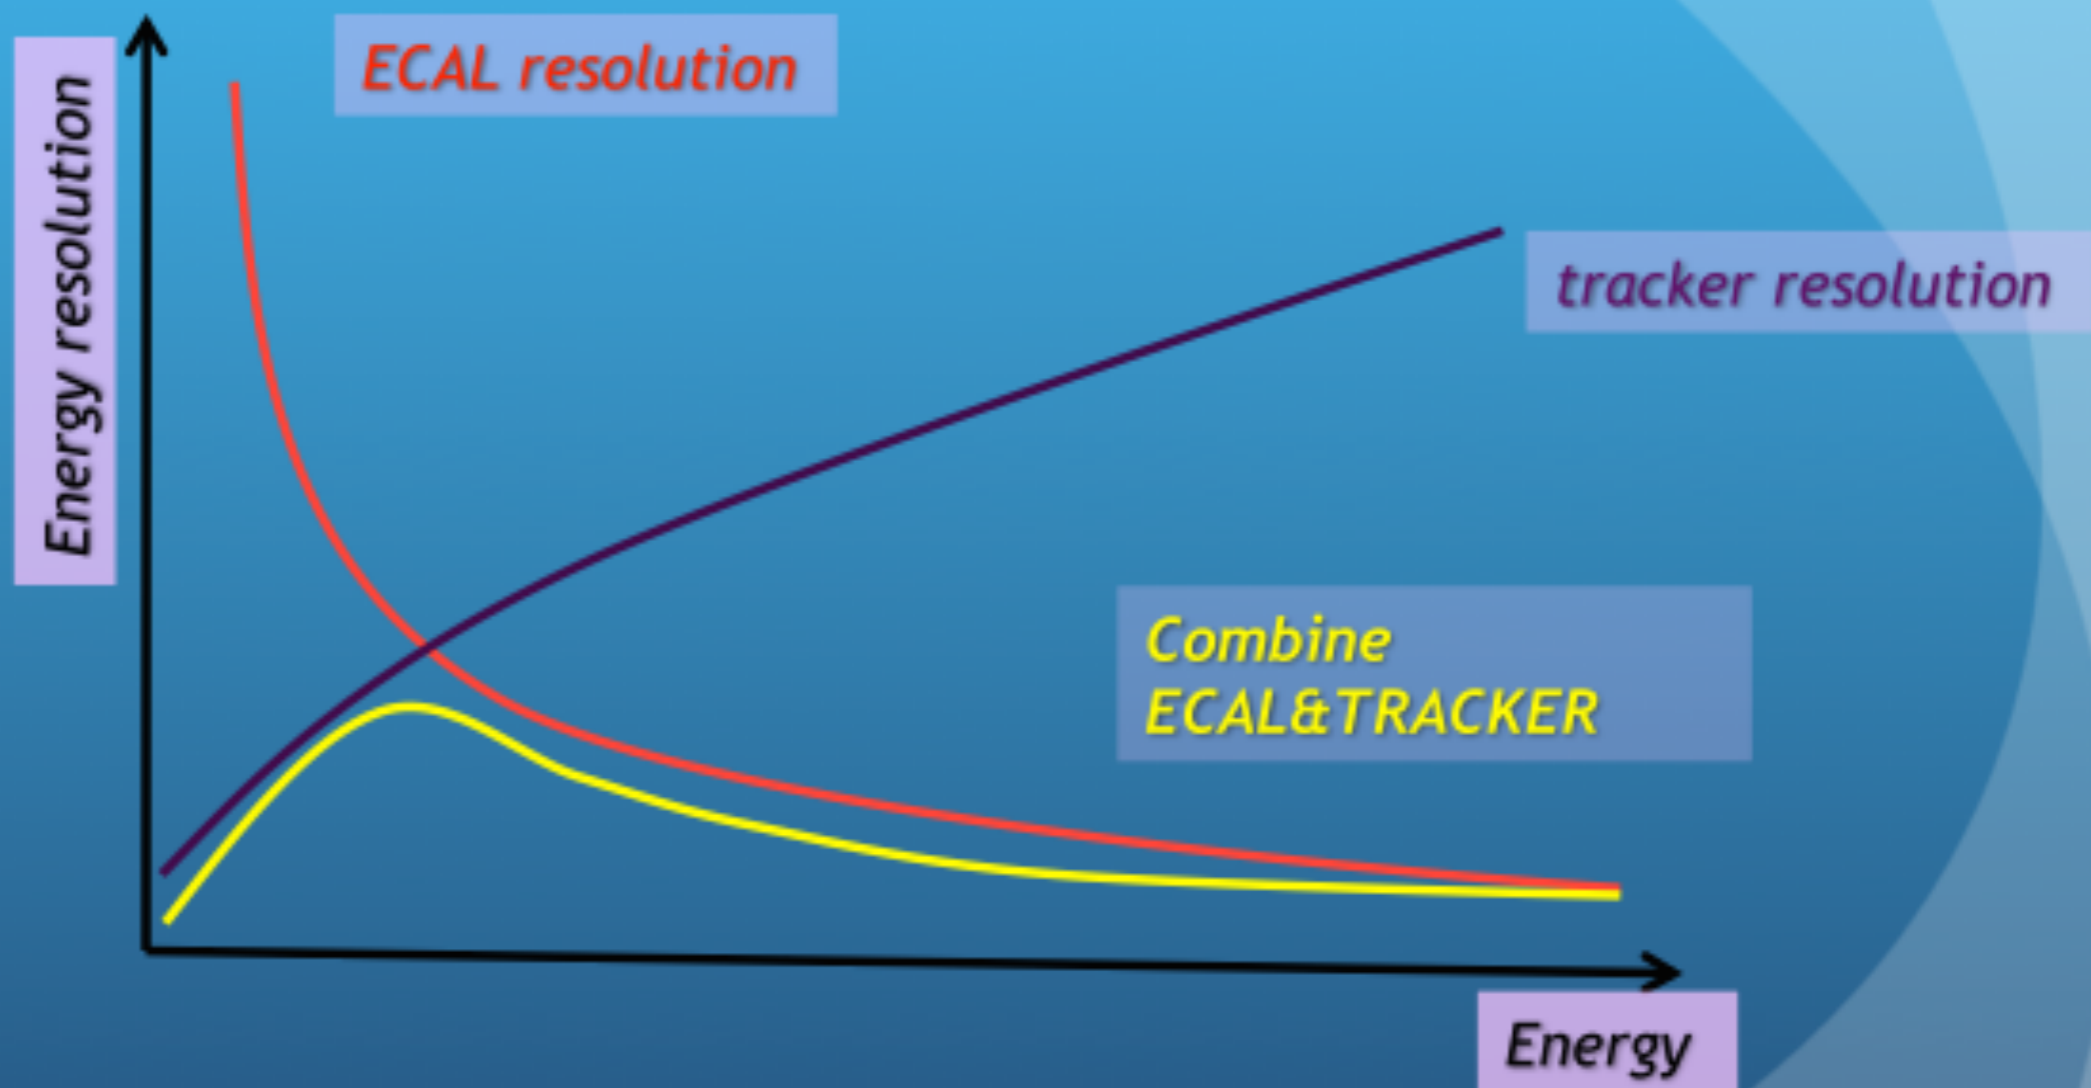 ECAL resolution
Energy resolution
tracker resolution
Combine
ECAL&TRACKER
Energy